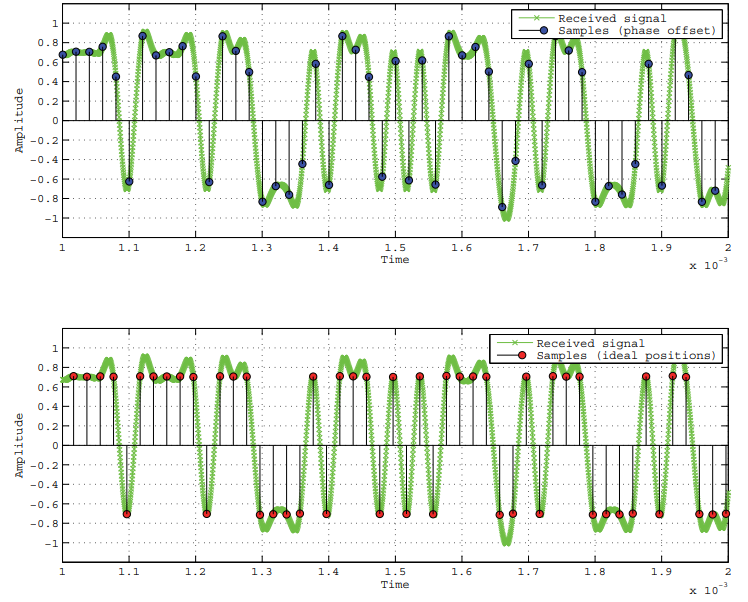 Received signal
Samples (phase offset)
1
0.8
0.6
0.4
0.2
0
−0.2
−0.4
−0.6
−0.8
−1
Amplitude
1 1.1 1.2 1.3 1.4 1.5 1.6 1.7 1.8 1.9 2
Time
x 10⁻³
Received signal
Samples (ideal positions)
1
0.8
0.6
0.4
0.2
0
−0.2
−0.4
−0.6
−0.8
−1
Amplitude
1 1.1 1.2 1.3 1.4 1.5 1.6 1.7 1.8 1.9 2
Time
x 10⁻³